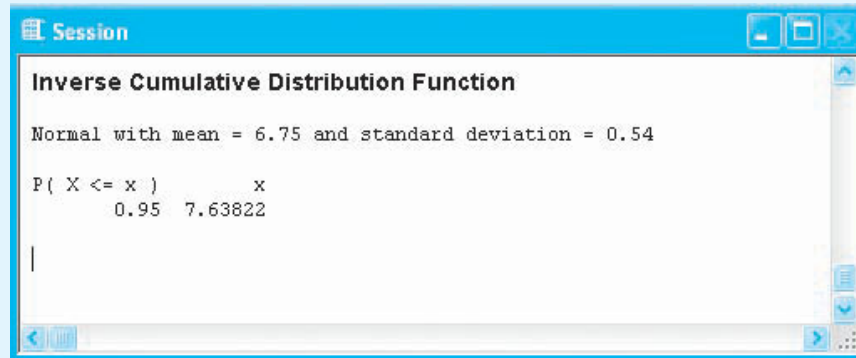 Session
Inverse Cumulative Distribution Function
Normal with mean = 6.75 and standard deviation = 0.54
P( X <= x ) x
0.95 7.63822